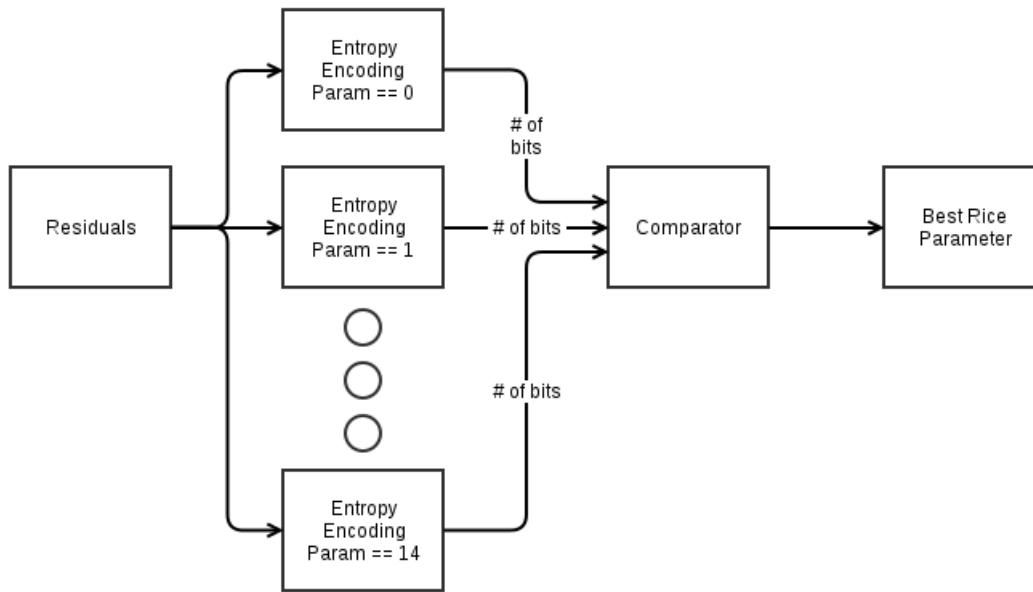 Entropy
Encoding
Param == 0
# of
bits
Residuals
Entropy
Encoding
Param == 1
# of bits
Comparator
Best Rice
Parameter
# of bits
Entropy
Encoding
Param == 14